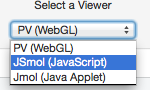 Select a Viewer
PV (WebGL)
PV (WebGL)
JSmol (JavaScript)
Jmol (Java Applet)